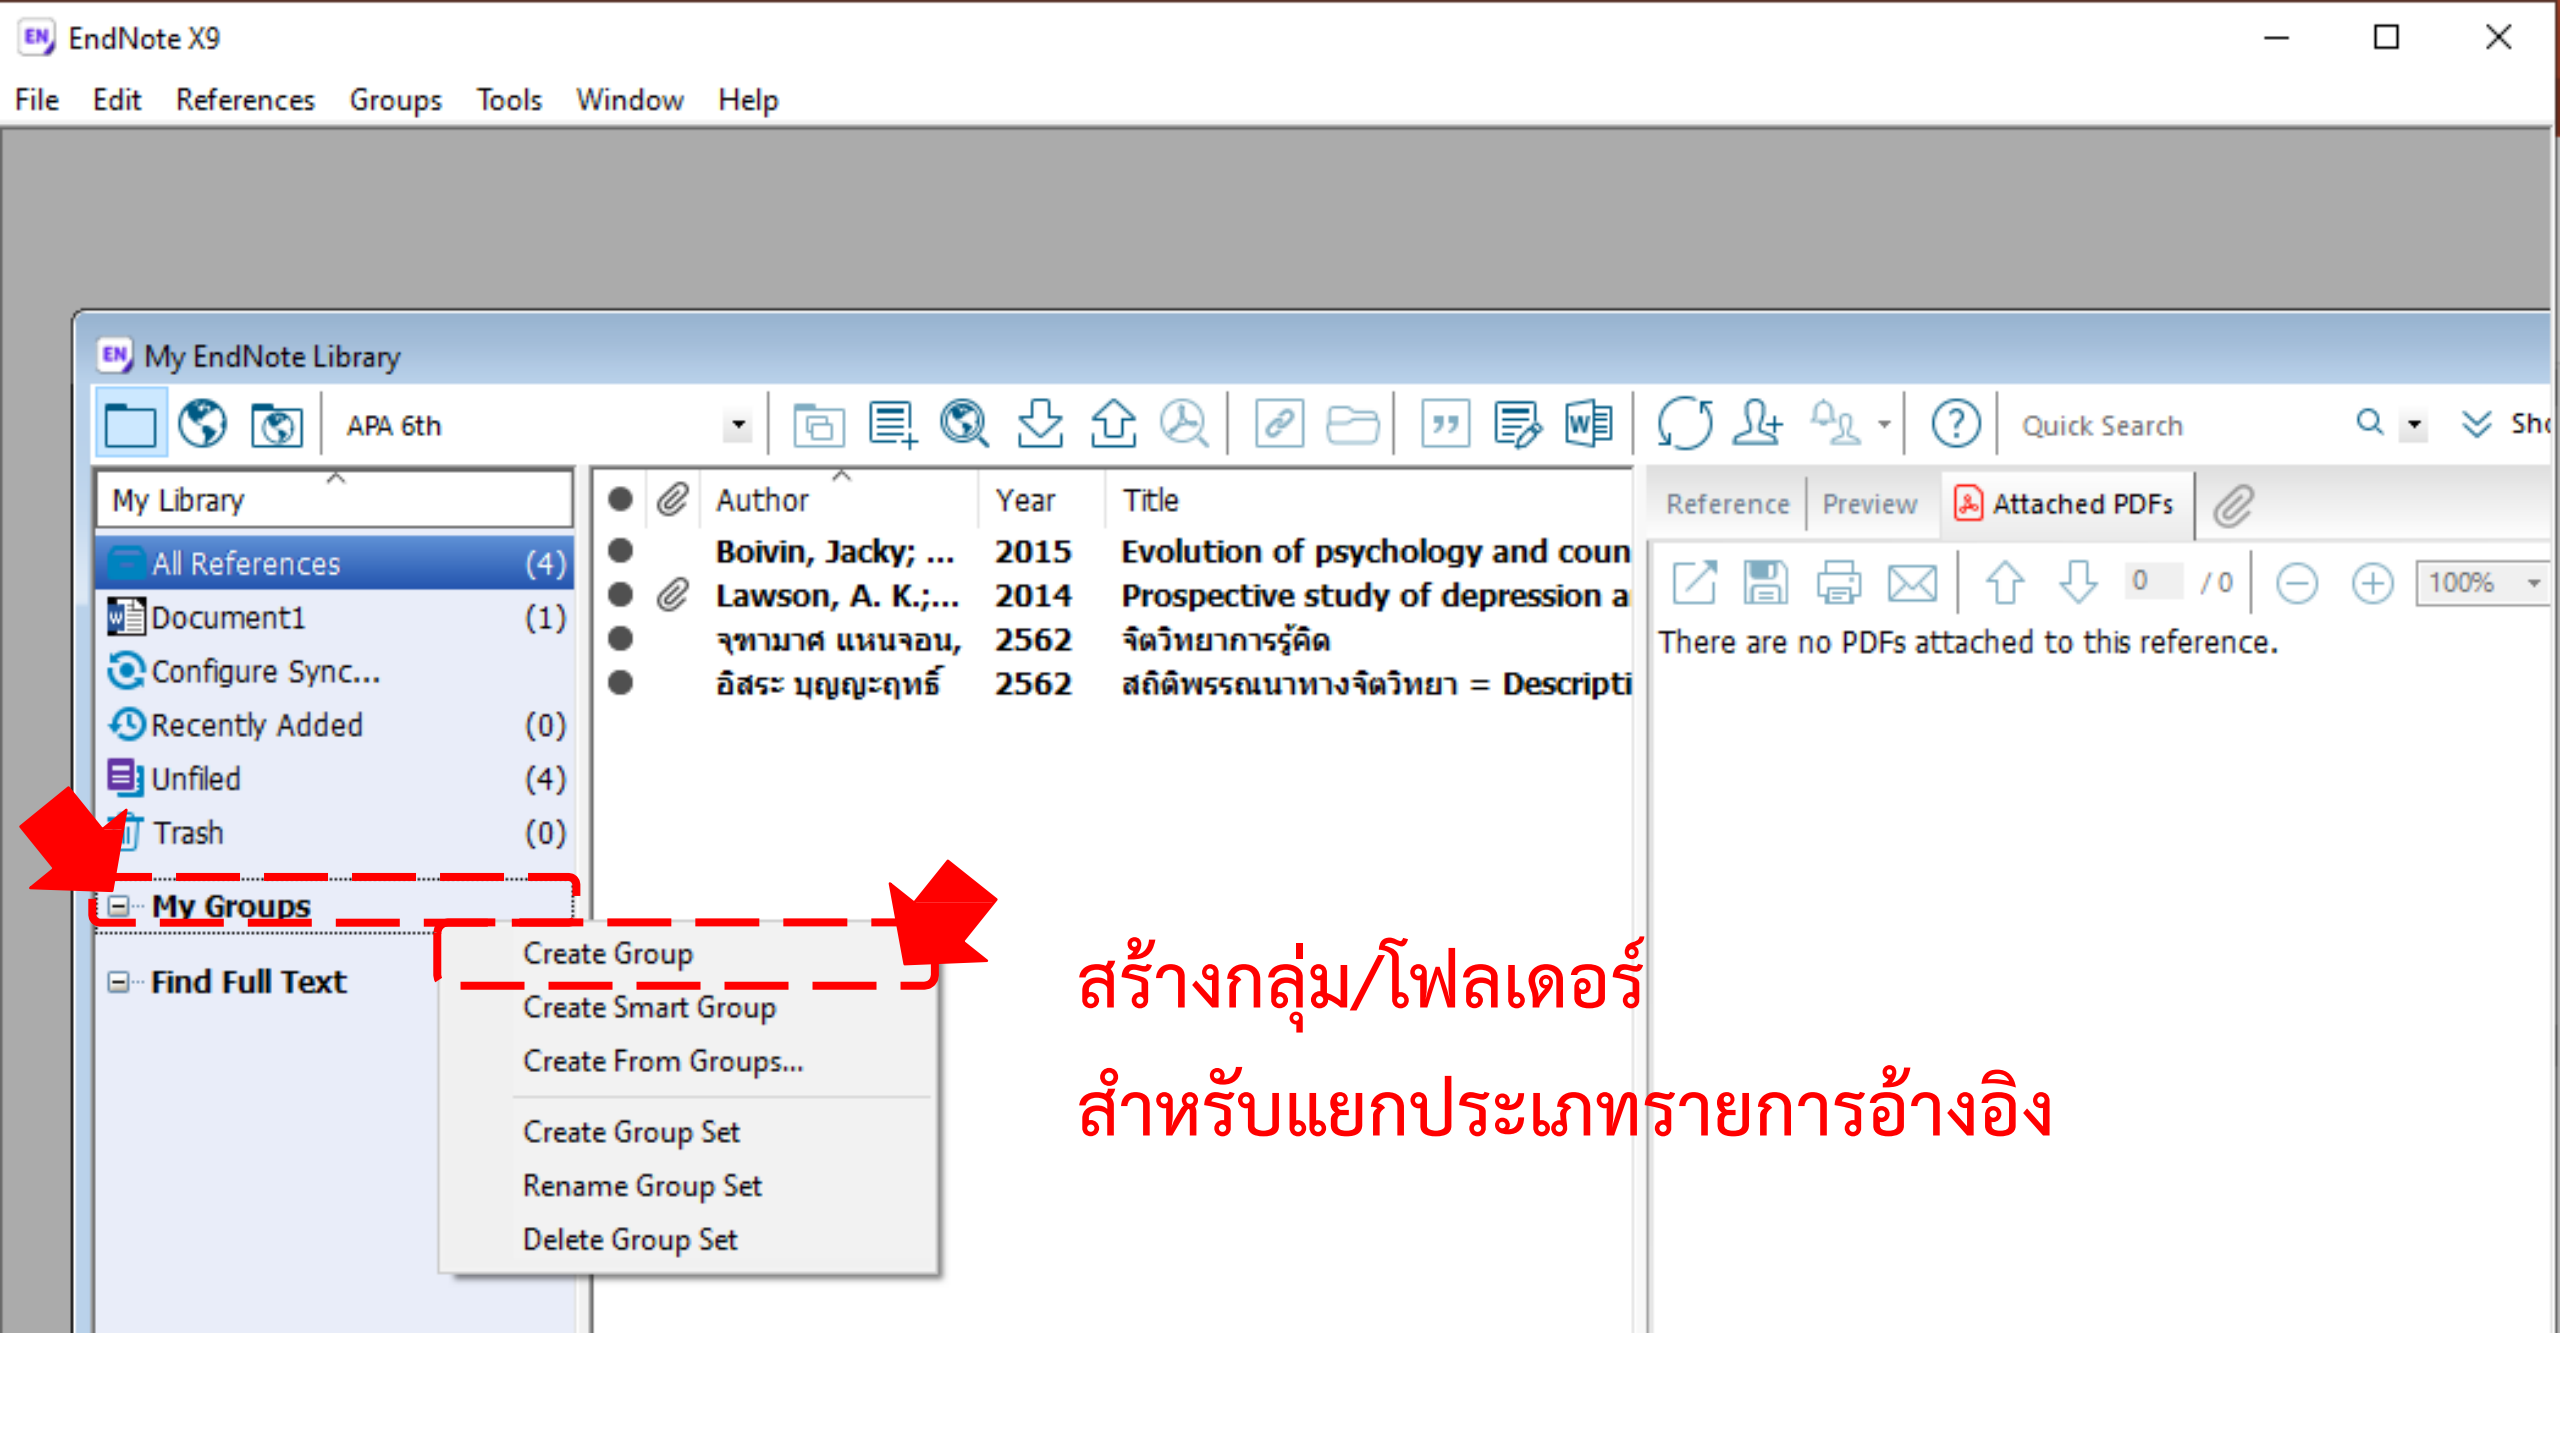 EndNote X9
File Edit References Groups Tools Window Help
My EndNote Library
APA 6th Quick Search
My Library
All References (4)
Document1 (1)
Configure Sync...
Recently Added (0)
Unfiled (4)
Trash (0)
My Groups
Find Full Text
Author Year Title
Boivin, Jacky; ... 2015 Evolution of psychology and coun
Lawson, A. K.;... 2014 Prospective study of depression a
จุฑามาศ แหนจอน, 2562 จิตวิทยาการรู้คิด
อิสระ บุญญะฤทธิ์ 2562 สถิติพรรณนาทางจิตวิทยา = Descripti
Reference Preview Attached PDFs
0 / 0 100%
There are no PDFs attached to this reference.
Create Group
Create Smart Group
Create From Groups...
Create Group Set
Rename Group Set
Delete Group Set
สร้างกลุ่ม/โฟลเดอร์
สำหรับแยกประเภทรายการอ้างอิง